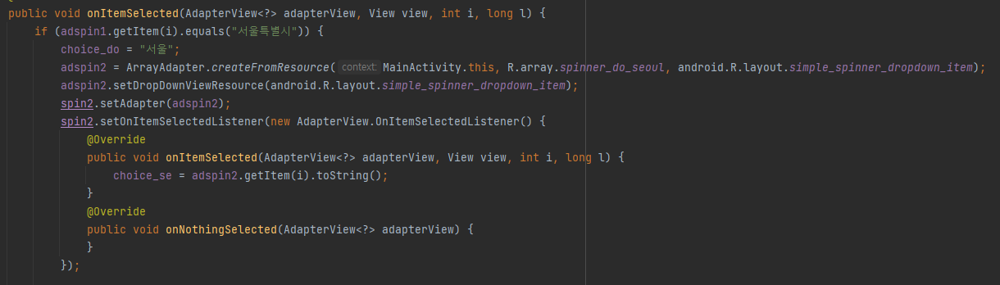 public void onItemSelected(AdapterView<?> adapterView, View view, int i, long l) {
if (adspin1.getItem(i).equals("서울특별시")) {
choice_do = "서울";
adspin2 = ArrayAdapter.createFromResource( context: MainActivity.this, R.array.spinner_do_seoul, android.R.layout.simple_spinner_dropdown_item);
adspin2.setDropDownViewResource(android.R.layout.simple_spinner_dropdown_item);
spin2.setAdapter(adspin2);
spin2.setOnItemSelectedListener(new AdapterView.OnItemSelectedListener() {
@Override
public void onItemSelected(AdapterView<?> adapterView, View view, int i, long l) {
choice_se = adspin2.getItem(i).toString();
}
@Override
public void onNothingSelected(AdapterView<?> adapterView) {
}
});